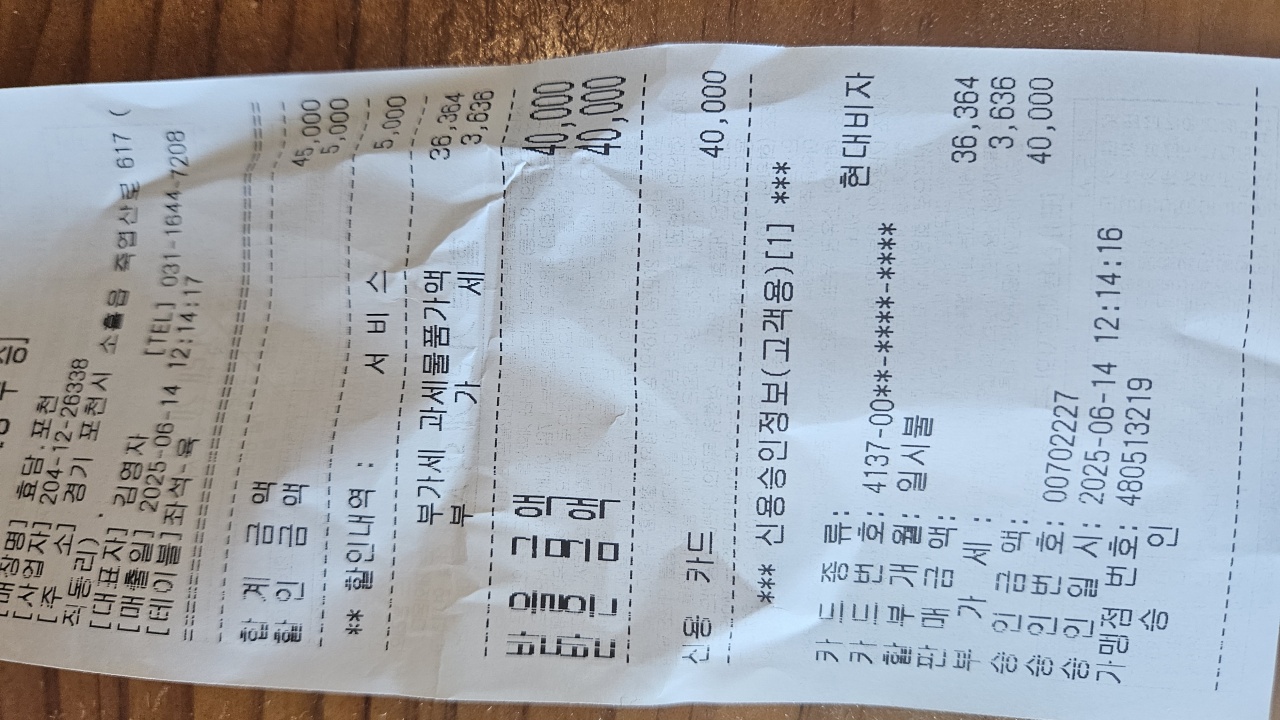 [매장명] 효담·포천
[사업자] 204-12-26338
[주 소] 경기 포천시 소흘읍 죽엽산로 617 (
직동리)
[대표자] 김영자 [TEL] 031-1644-7208
[매출일] 2025-06-14 12:14:17
[테이블] 좌석-육
합 계 금 액 45,000
할 인 금 액 5,000
** 할인내역 : 서 비 스 5,000
부가세 과세물품가액 36,364
부 가 세 3,636
받 을 금 액 40,000
받 은 금 액 40,000
신용 카드 40,000
*** 신용승인정보(고객용)[1] ***
카 드 종 류: 현대비자
카 드 번 호: 4137-00**-****-****
할 부 개 월: 일시불
판 매 금 액: 36,364
부 가 세 : 3,636
승 인 금 액: 40,000
승 인 번 호: 00702227
승 인 일 시: 2025-06-14 12:14:16
가맹점 번호: 480513219
승 인